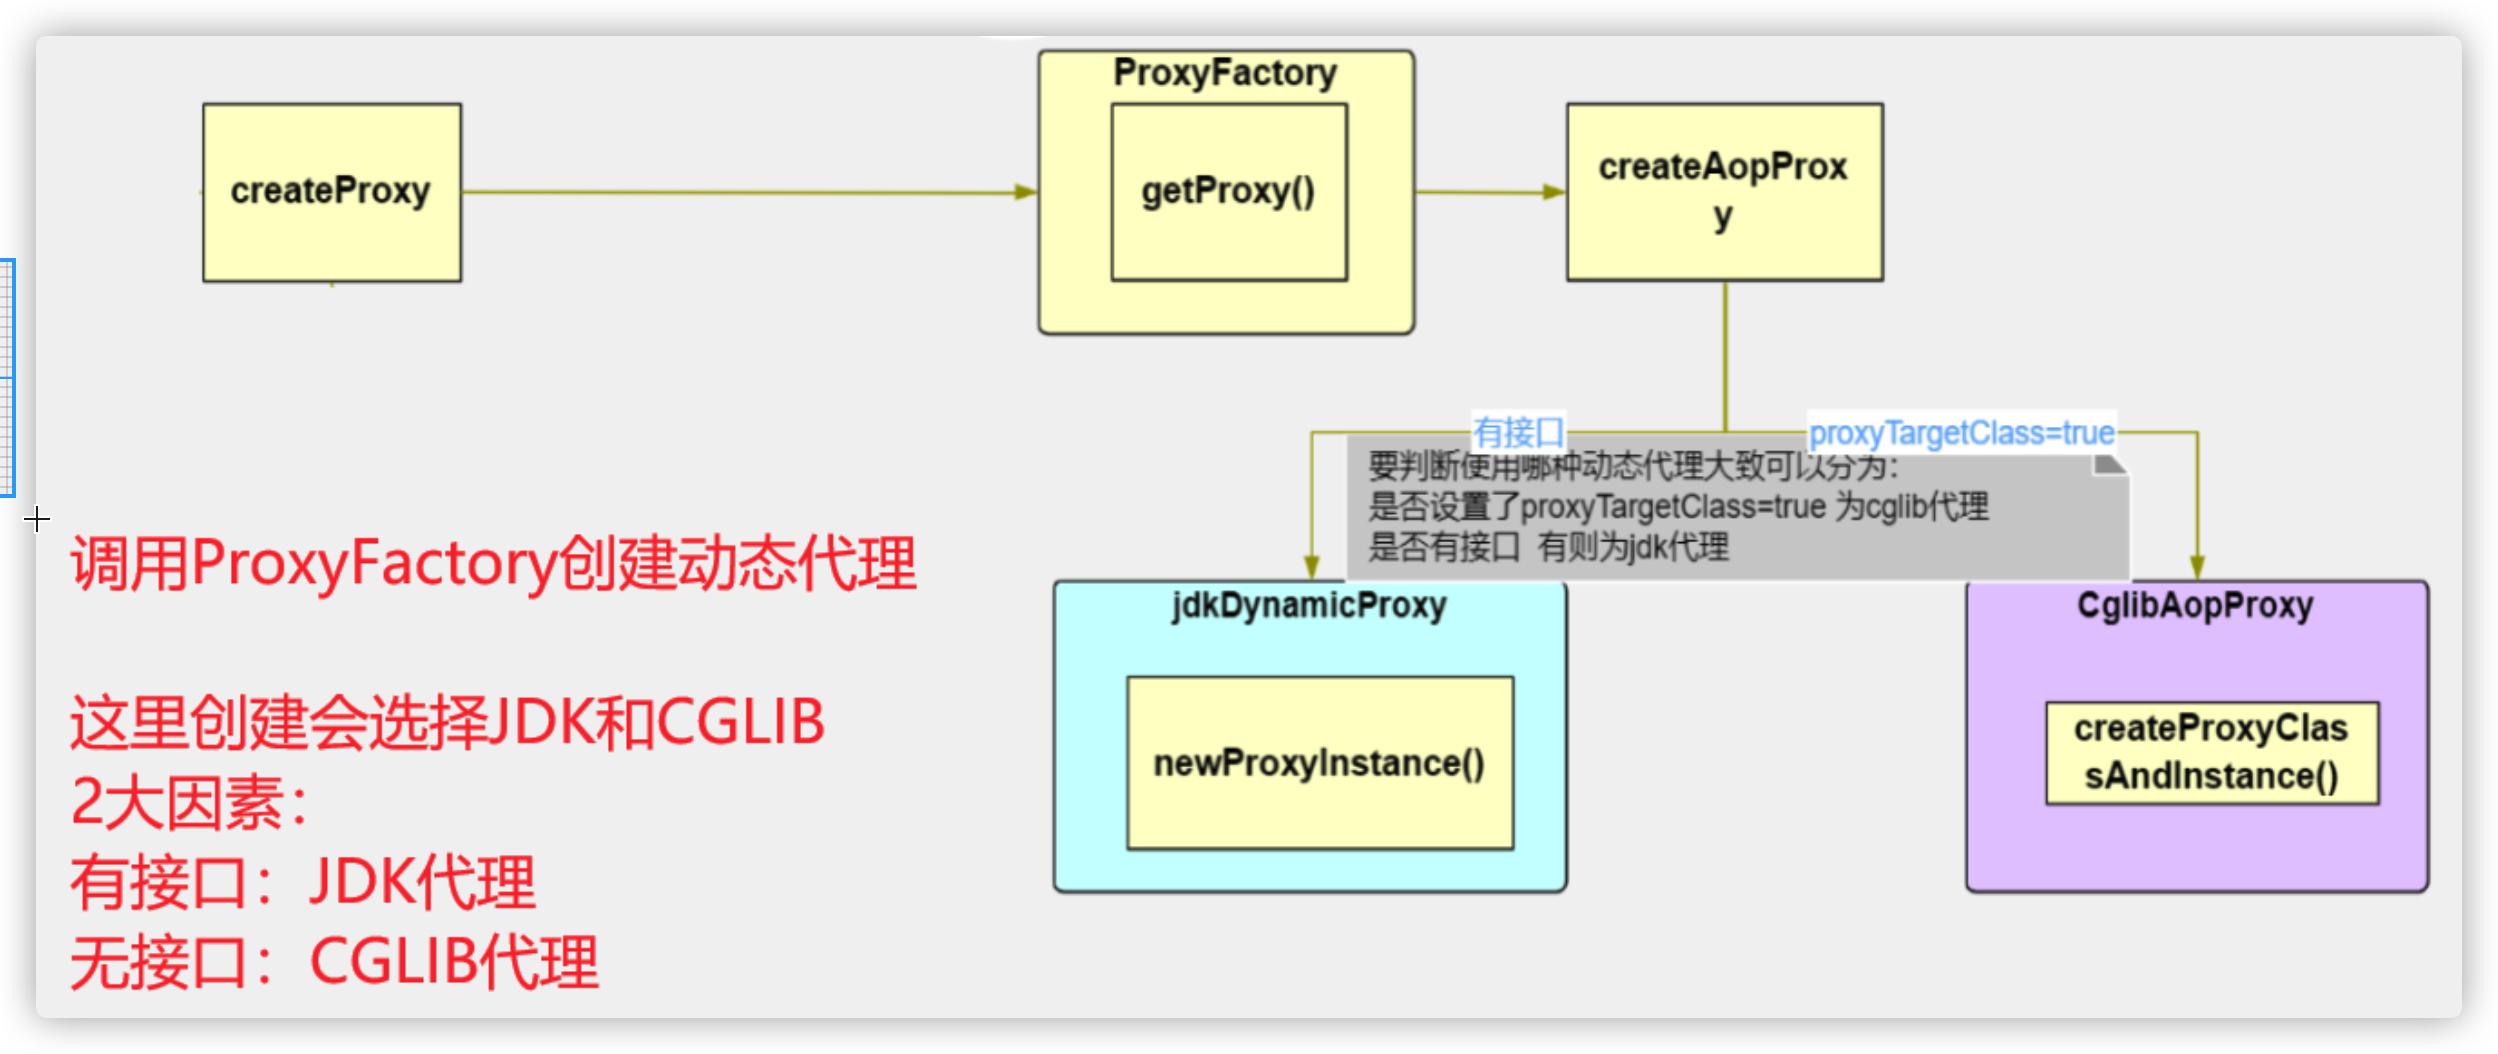 ProxyFactory
createProxy
getProxy()
createAopProx
y
有接口
proxyTargetClass=true
要判断使用哪种动态代理大致可以分为：
是否设置了proxyTargetClass=true 为cglib代理
是否有接口 有则为jdk代理
调用ProxyFactory创建动态代理
这里创建会选择JDK和CGLIB
2大因素：
有接口：JDK代理
无接口：CGLIB代理
jdkDynamicProxy
newProxyInstance()
CglibAopProxy
createProxyClas
sAndInstance()